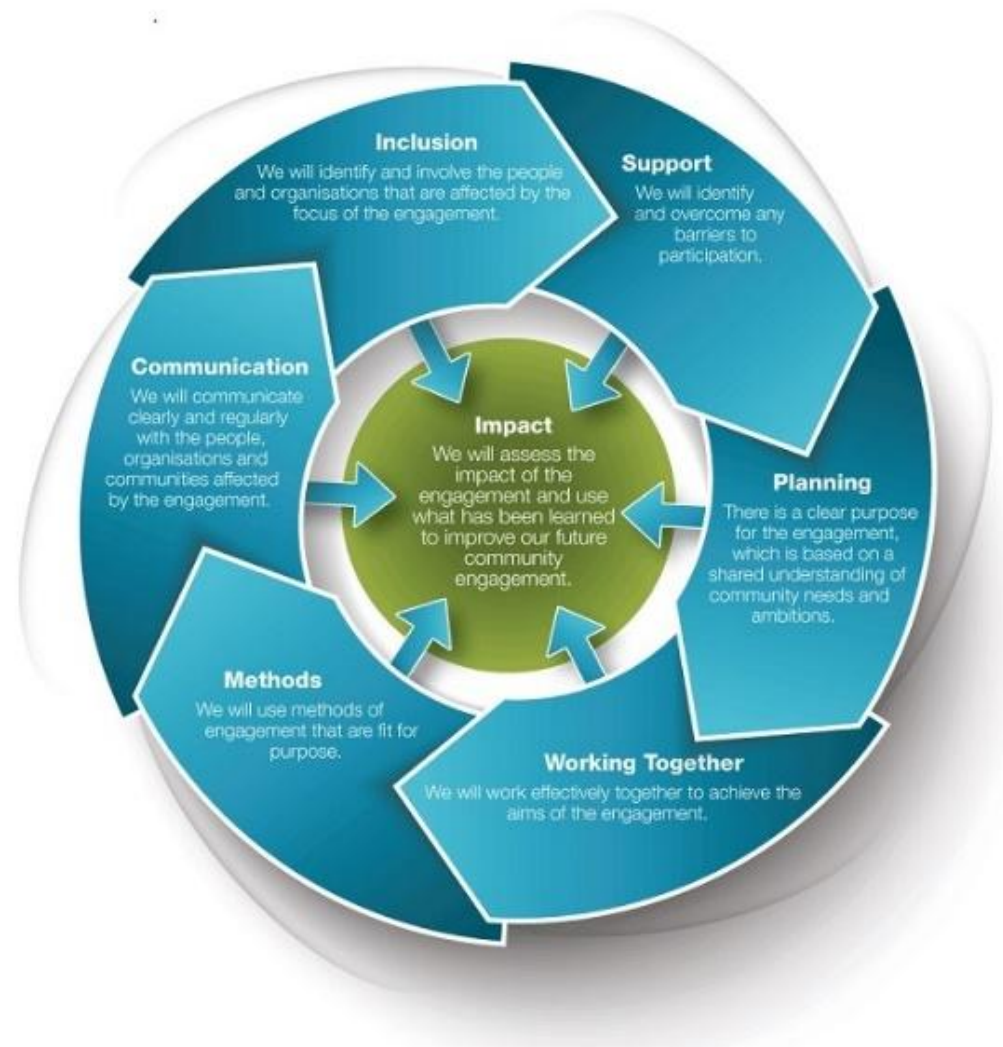 Inclusion
We will identify and involve the people
and organisations that are affected by the
focus of the engagement.
Support
We will identify
and overcome any
barriers to
participation.
Planning
There is a clear purpose
for the engagement,
which is based on a
shared understanding of
community needs and
ambitions.
Working Together
We will work effectively together to achieve the
aims of the engagement.
Methods
We will use methods of
engagement that are fit for
purpose.
Communication
We will communicate
clearly and regularly
with the people,
organisations and
communities affected
by the engagement.
Impact
We will assess the
impact of the
engagement and use
what has been learned
to improve our future
community
engagement.